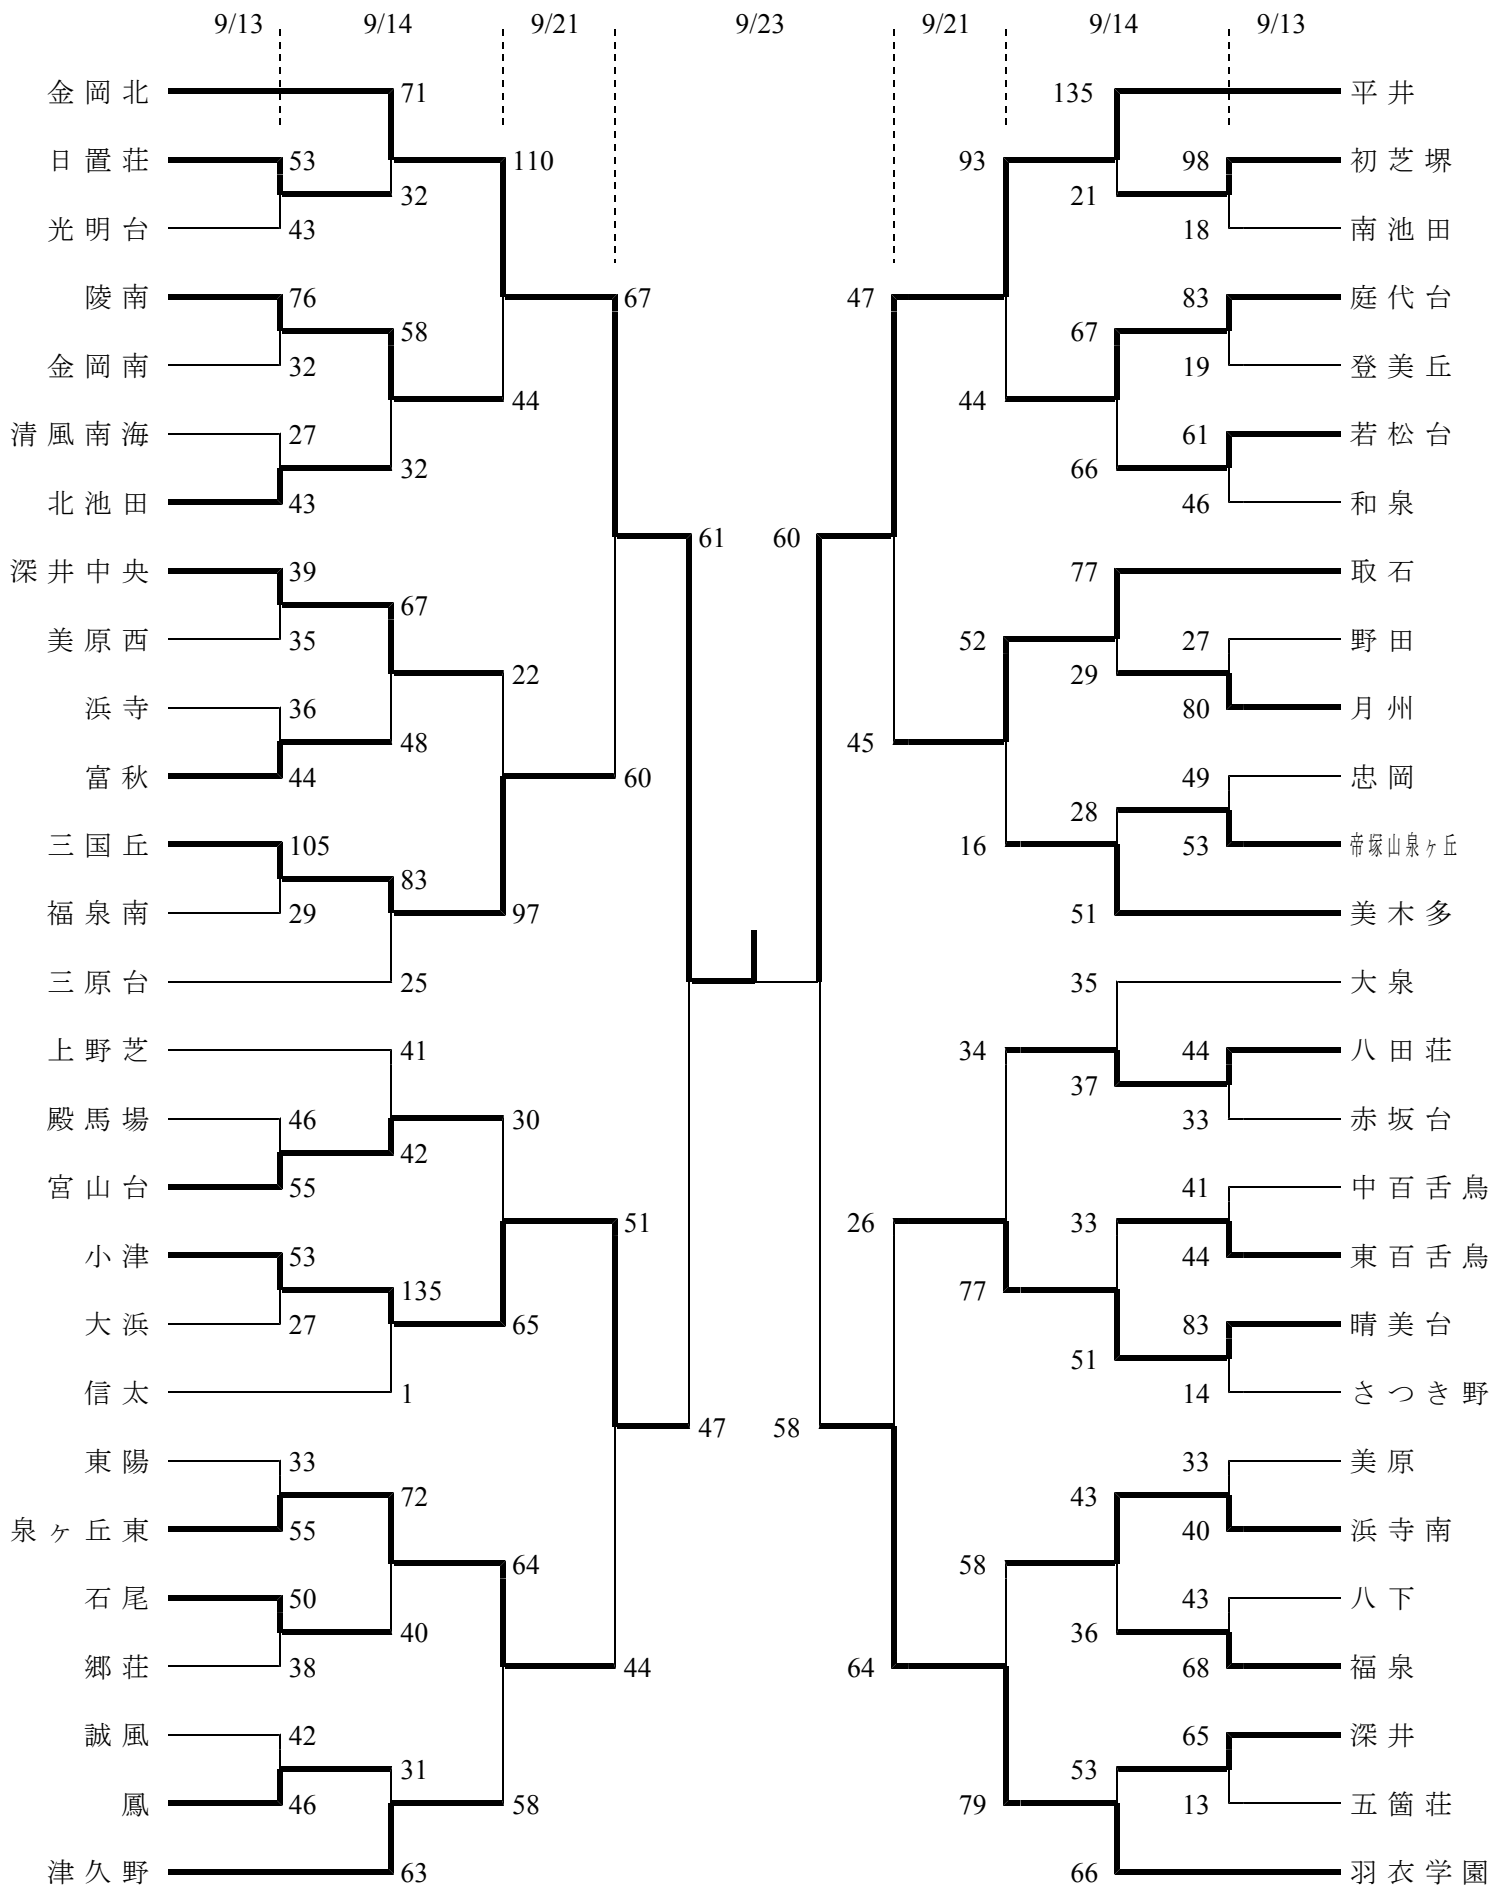 9/13 9/14 9/21 9/23 9/21 9/14 9/13
金岡北 71 135 平井
日置荘 53 110 93 98 初芝堺
32 21
光明台 43 18 南池田
陵南 76 67 47 83 庭代台
58 67
金岡南 32 19 登美丘
44 44
清風南海 27 61 若松台
32 66
北池田 43 46 和泉
61 60
深井中央 39 77 取石
67
美原西 35 52 27 野田
22 29
浜寺 36 80 月州
48 45
富秋 44 60 49 忠岡
28
三国丘 105 16 53 帝塚山泉ヶ丘
83
福泉南 29 97 51 美木多
三原台 25 35 大泉
上野芝 41 34 44 八田荘
37
殿馬場 46 30 33 赤坂台
42
宮山台 55 41 中百舌鳥
51 26 33
小津 53 44 東百舌鳥
135 77
大浜 27 65 83 晴美台
51
信太 1 14 さつき野
47 58
東陽 33 33 美原
72 43
泉ヶ丘東 55 40 浜寺南
64 58
石尾 50 43 八下
40 36
郷荘 38 44 64 68 福泉
誠風 42 65 深井
31 53
鳳 46 58 79 13 五箇荘
津久野 63 66 羽衣学園